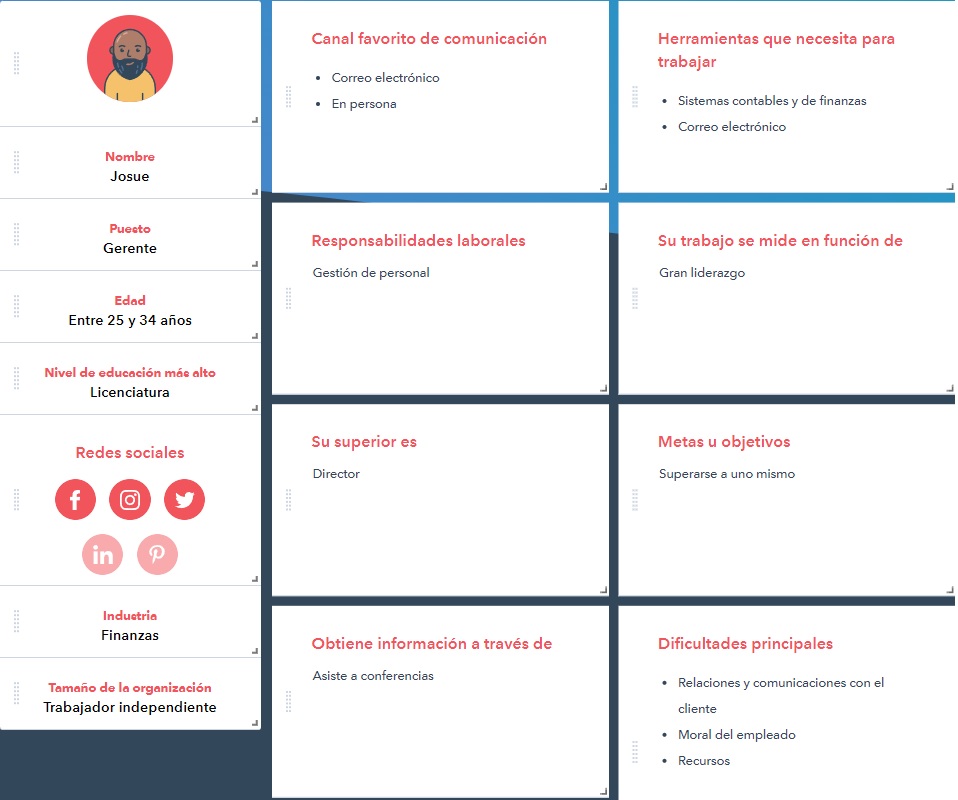 Nombre
Josue
Puesto
Gerente
Edad
Entre 25 y 34 años
Nivel de educación más alto
Licenciatura
Redes sociales
Industria
Finanzas
Tamaño de la organización
Trabajador independiente
Canal favorito de comunicación
Correo electrónico
En persona
Herramientas que necesita para
trabajar
Sistemas contables y de finanzas
Correo electrónico
Responsabilidades laborales
Gestión de personal
Su trabajo se mide en función de
Gran liderazgo
Su superior es
Director
Metas u objetivos
Superarse a uno mismo
Obtiene información a través de
Asiste a conferencias
Dificultades principales
Relaciones y comunicaciones con el
cliente
Moral del empleado
Recursos